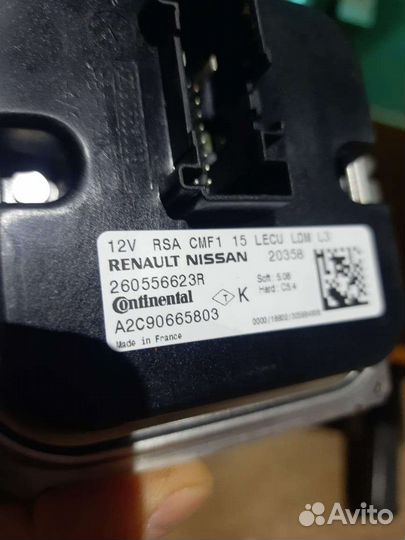 12V RSA CMF1 15 LECU LDM L3
RENAULT NISSAN 20358
260556623R Soft : 5.08
Hard : C5.4
Continental T K
A2C90665803
Made in France
Avito